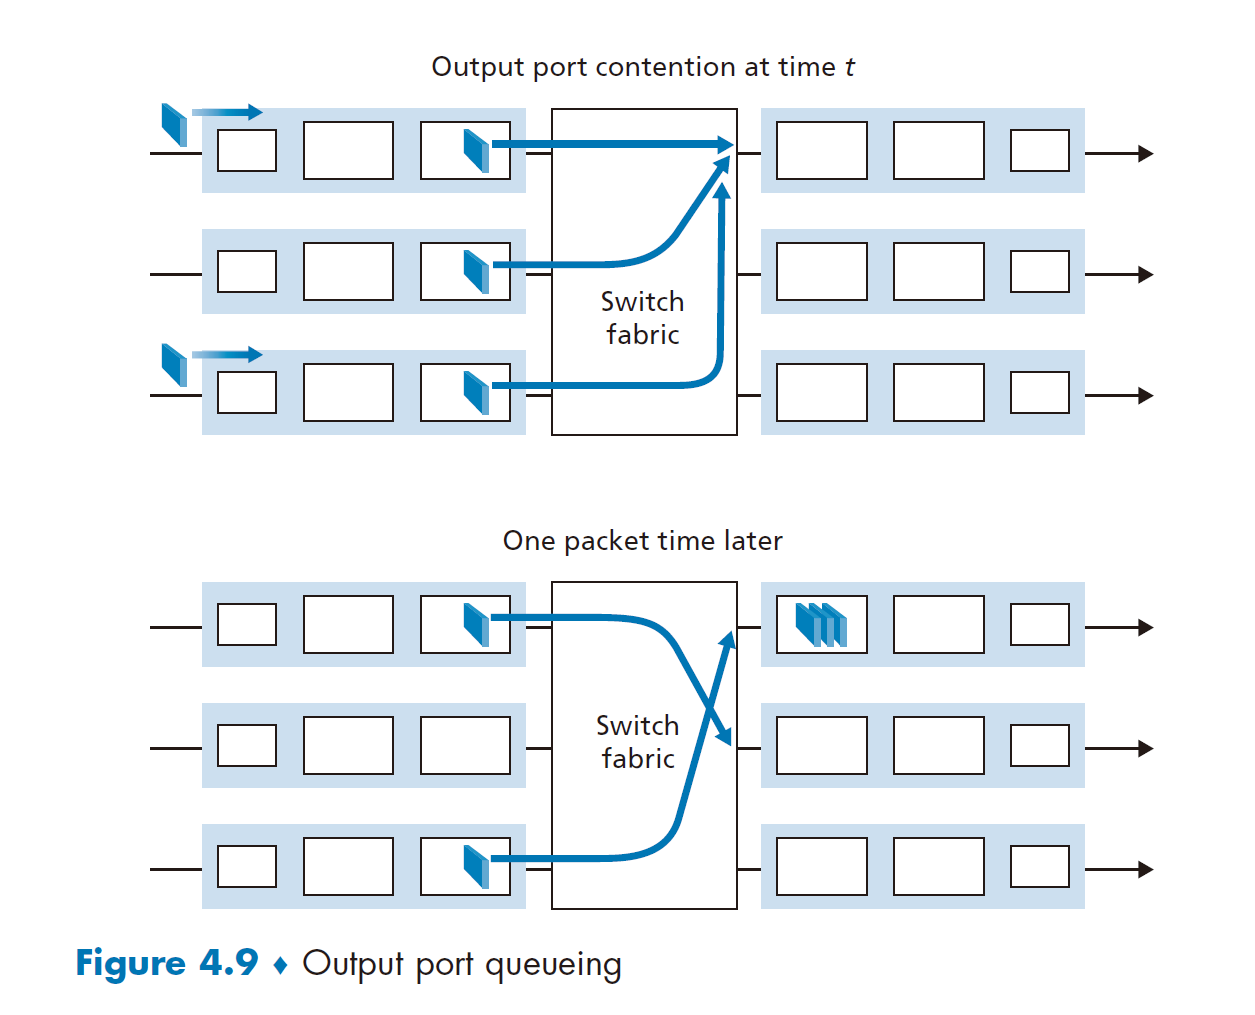 Output port contention at time t
Switch
fabric
One packet time later
Switch
fabric
Figure 4.9 ♦ Output port queueing